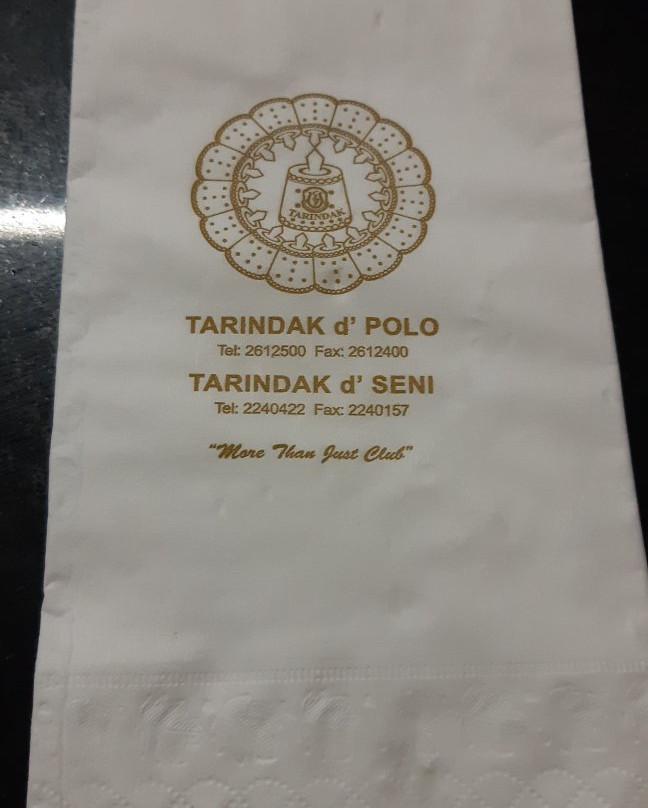 TARINDAK
TARINDAK d' POLO
Tel: 2612500 Fax: 2612400
TARINDAK d' SENI
Tel: 2240422 Fax: 2240157
"More Than Just Club"